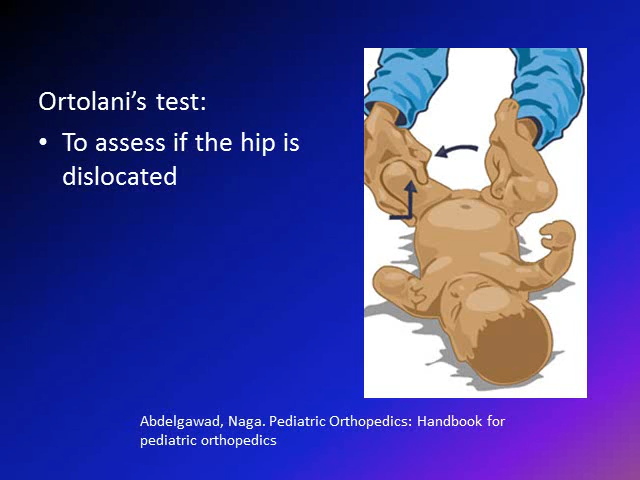 Ortolani’s test:
• To assess if the hip is
dislocated
Abdelgawad, Naga. Pediatric Orthopedics: Handbook for
pediatric orthopedics